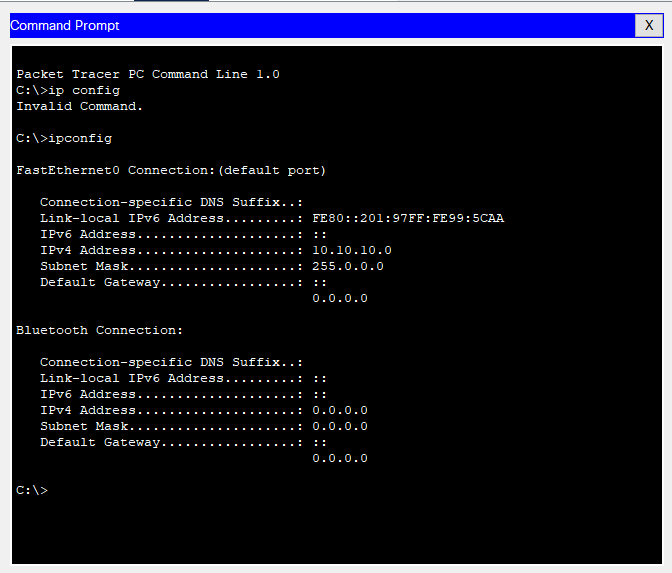 Command Prompt
X
Packet Tracer PC Command Line 1.0
C:\>ip config
Invalid Command.
C:\>ipconfig
FastEthernet0 Connection:(default port)
Connection-specific DNS Suffix..:
Link-local IPv6 Address.........: FE80::201:97FF:FE99:5CAA
IPv6 Address....................: ::
IPv4 Address....................: 10.10.10.0
Subnet Mask.....................: 255.0.0.0
Default Gateway.................: ::
0.0.0.0
Bluetooth Connection:
Connection-specific DNS Suffix..:
Link-local IPv6 Address.........: ::
IPv6 Address....................: ::
IPv4 Address....................: 0.0.0.0
Subnet Mask.....................: 0.0.0.0
Default Gateway.................: ::
0.0.0.0
C:\>